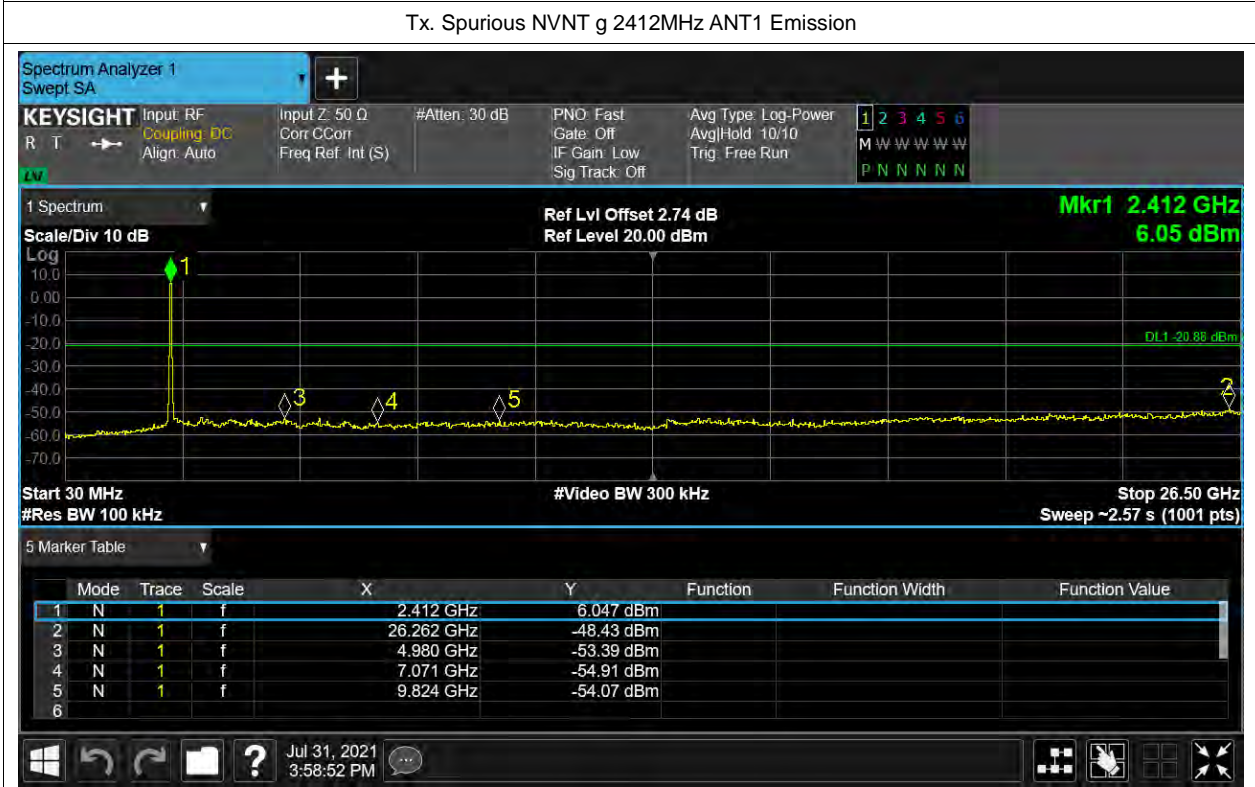 Tx. Spurious NVNT g 2412MHz ANT1 Emission
Spectrum Analyzer 1
Swept SA
+
KEYSIGHT Input: RF Input Z: 50 Ω #Atten: 30 dB PNO: Fast Avg Type: Log-Power 1 2 3 4 5 6
R T Coupling: DC Corr CCorr Gate: Off Avg|Hold: 10/10 M W W W W W
Align: Auto Freq Ref: Int (S) IF Gain: Low Trig: Free Run
Sig Track: Off P N N N N N
1 Spectrum
Ref Lvl Offset 2.74 dB Mkr1 2.412 GHz
Scale/Div 10 dB Ref Level 20.00 dBm 6.05 dBm
Log
10.0
0.00
-10.0
-20.0
-30.0
-40.0
-50.0
-60.0
-70.0
1
DL1 -20.88 dBm
3 4 5 2
Start 30 MHz #Video BW 300 kHz Stop 26.50 GHz
#Res BW 100 kHz Sweep ~2.57 s (1001 pts)
5 Marker Table
Mode Trace Scale X Y Function Function Width Function Value
1 N 1 f 2.412 GHz 6.047 dBm
2 N 1 f 26.262 GHz -48.43 dBm
3 N 1 f 4.980 GHz -53.39 dBm
4 N 1 f 7.071 GHz -54.91 dBm
5 N 1 f 9.824 GHz -54.07 dBm
6
? Jul 31, 2021
3:58:52 PM